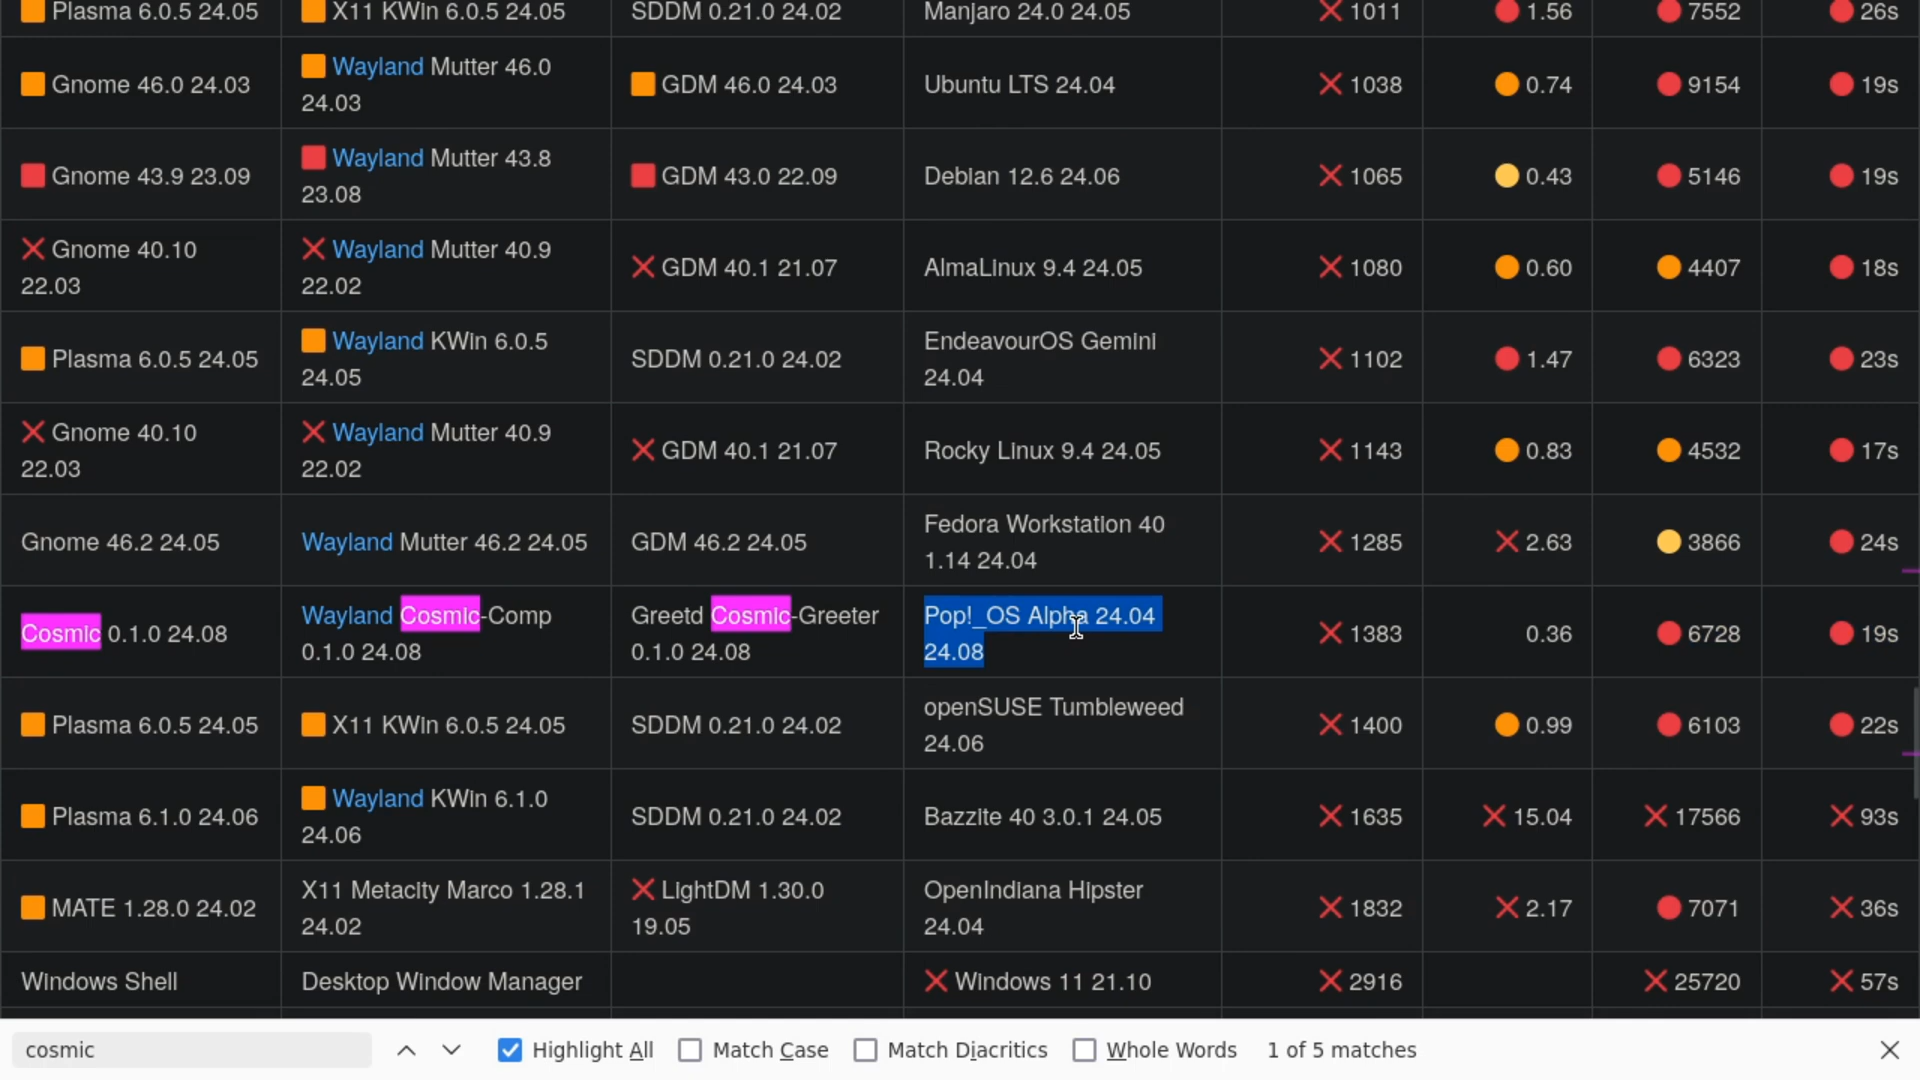 Plasma 6.0.5 24.05 X11 KWin 6.0.5 24.05 SDDM 0.21.0 24.02 Manjaro 24.0 24.05 1011 1.56 7552 26s
Gnome 46.0 24.03 Wayland Mutter 46.0 GDM 46.0 24.03 Ubuntu LTS 24.04 1038 0.74 9154 19s
24.03
Gnome 43.9 23.09 Wayland Mutter 43.8 GDM 43.0 22.09 Debian 12.6 24.06 1065 0.43 5146 19s
23.08
Gnome 40.10 Wayland Mutter 40.9 GDM 40.1 21.07 AlmaLinux 9.4 24.05 1080 0.60 4407 18s
22.03 22.02
Plasma 6.0.5 24.05 Wayland KWin 6.0.5 SDDM 0.21.0 24.02 EndeavourOS Gemini 1102 1.47 6323 23s
24.05 24.04
Gnome 40.10 Wayland Mutter 40.9 GDM 40.1 21.07 Rocky Linux 9.4 24.05 1143 0.83 4532 17s
22.03 22.02
Gnome 46.2 24.05 Wayland Mutter 46.2 24.05 GDM 46.2 24.05 Fedora Workstation 40 1285 2.63 3866 24s
1.14 24.04
Cosmic 0.1.0 24.08 Wayland Cosmic-Comp Greetd Cosmic-Greeter Pop!_OS Alpha 24.04 1383 0.36 6728 19s
0.1.0 24.08 0.1.0 24.08 24.08
Plasma 6.0.5 24.05 X11 KWin 6.0.5 24.05 SDDM 0.21.0 24.02 openSUSE Tumbleweed 1400 0.99 6103 22s
24.06
Plasma 6.1.0 24.06 Wayland KWin 6.1.0 SDDM 0.21.0 24.02 Bazzite 40 3.0.1 24.05 1635 15.04 17566 93s
24.06
MATE 1.28.0 24.02 X11 Metacity Marco 1.28.1 LightDM 1.30.0 OpenIndiana Hipster 1832 2.17 7071 36s
24.02 19.05 24.04
Windows Shell Desktop Window Manager Windows 11 21.10 2916 25720 57s
cosmic Highlight All Match Case Match Diacritics Whole Words 1 of 5 matches